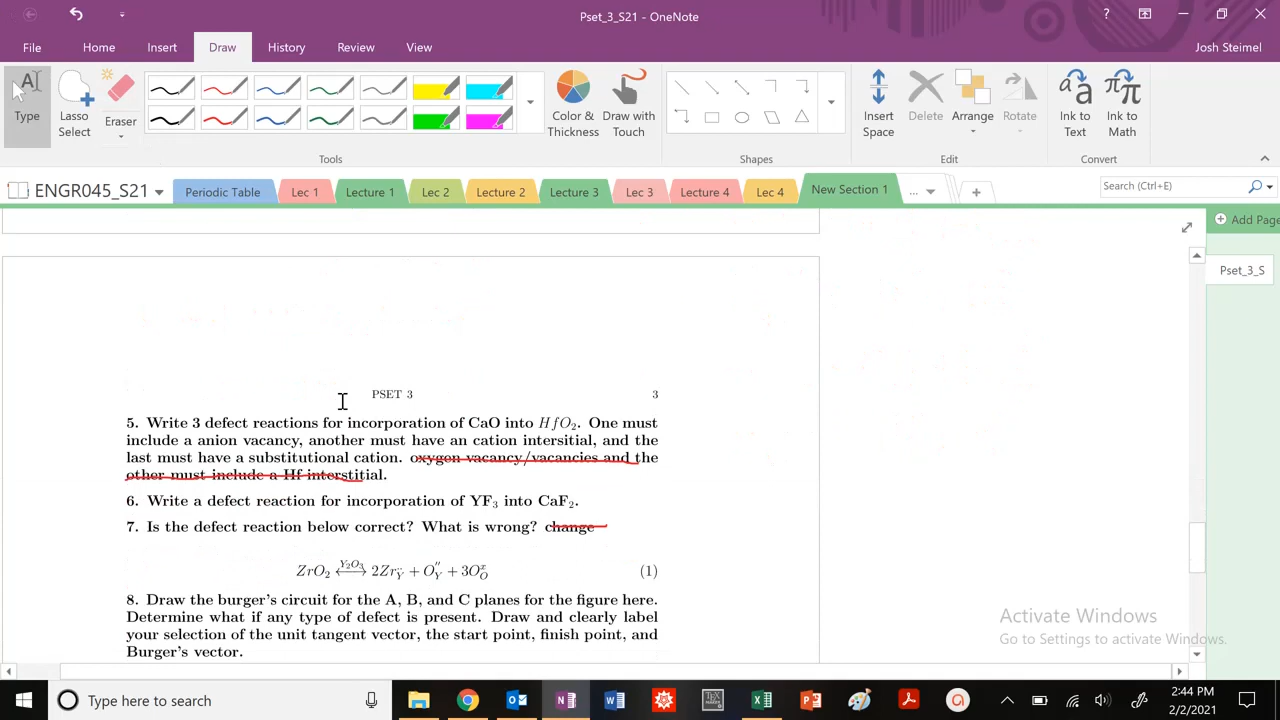 Pset_3_S21 - OneNote
File
Home
Insert
Draw
History
Review
View
Josh Steimel
Type
Lasso
Select
Eraser
Color &
Thickness
Draw with
Touch
Insert
Space
Delete
Arrange
Rotate
Ink to
Text
Ink to
Math
Tools
Shapes
Edit
Convert
ENGR045_S21
Periodic Table
Lec 1
Lecture 1
Lec 2
Lecture 2
Lecture 3
Lec 3
Lecture 4
Lec 4
New Section 1
...
Search (Ctrl+E)
Add Page
Pset_3_S
PSET 3 3
5. Write 3 defect reactions for incorporation of CaO into HfO₂. One must
include a anion vacancy, another must have an cation intersitial, and the
last must have a substitutional cation. oxygen vacancy/vacancies and the
other must include a Hf interstitial.
6. Write a defect reaction for incorporation of YF₃ into CaF₂.
7. Is the defect reaction below correct? What is wrong? change
ZrO₂ ⟷^{Y₂O₃} 2Zr_Y^{..} + O_Y^{''} + 3O_O^x (1)
8. Draw the burger's circuit for the A, B, and C planes for the figure here.
Determine what if any type of defect is present. Draw and clearly label
your selection of the unit tangent vector, the start point, finish point, and
Burger's vector.
Activate Windows
Go to Settings to activate Windows.
Type here to search
2:44 PM
2/2/2021